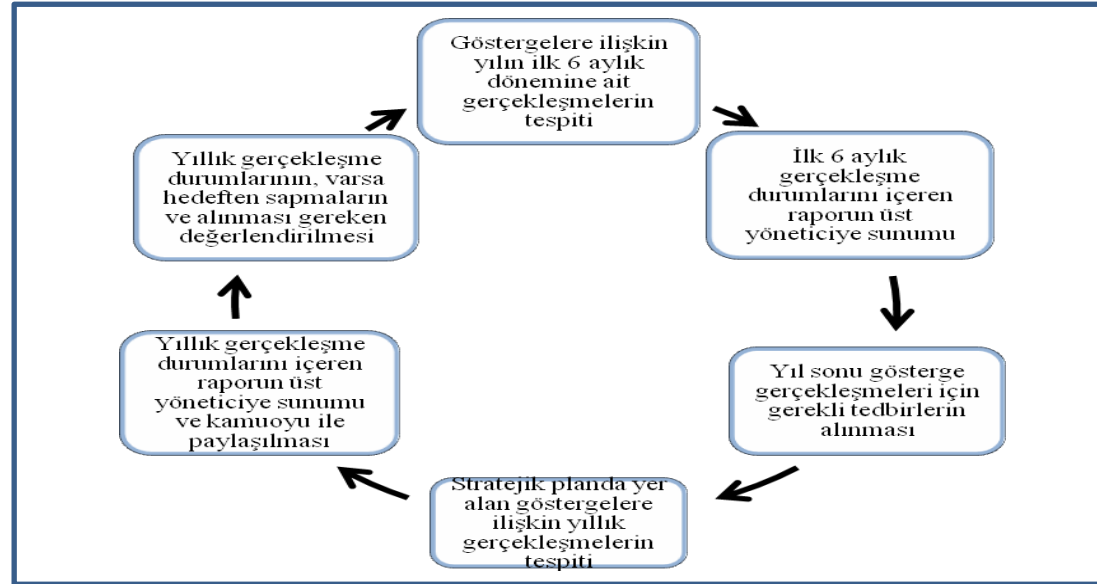 Göstergelere ilişkin
yılın ilk 6 aylık
dönemine ait
gerçekleşmelerin
tespiti
İlk 6 aylık
gerçekleşme
durumlarını içeren
raporun üst
yöneticiye sunumu
Yıl sonu gösterge
gerçekleşmeleri için
gerekli tedbirlerin
alınması
Stratejik planda yer
alan göstergelere
ilişkin yıllık
gerçekleşmelerin
tespiti
Yıllık gerçekleşme
durumlarını içeren
raporun üst
yöneticiye sunumu
ve kamuoyu ile
paylaşılması
Yıllık gerçekleşme
durumlarının, varsa
hedeften sapmaların
ve alınması gereken
değerlendirilmesi